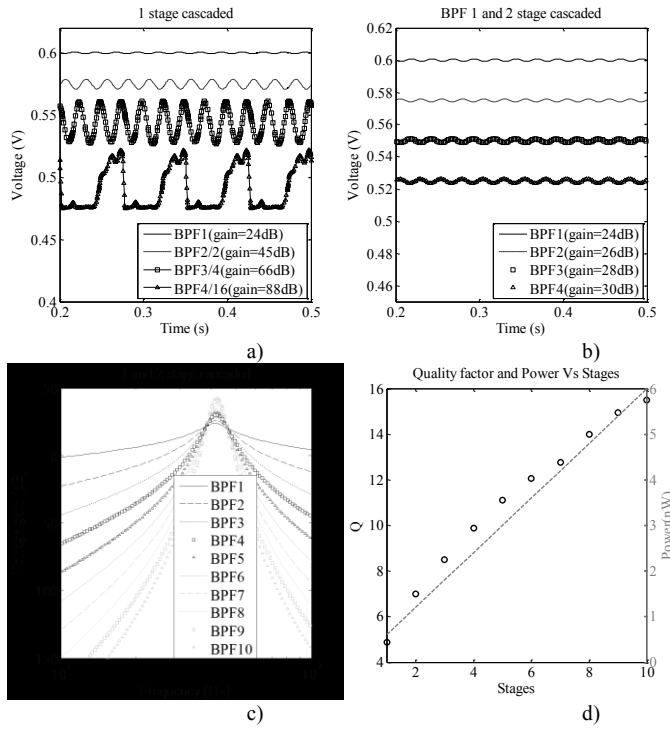 1 stage cascaded
0.6
0.55
0.5
0.45
0.4
Voltage (V)
BPF1(gain=24dB)
BPF2/2(gain=45dB)
BPF3/4(gain=66dB)
BPF4/16(gain=88dB)
0.2 0.3 0.4 0.5
Time (s)
a)
BPF 1 and 2 stage cascaded
0.62
0.6
0.58
0.56
0.54
0.52
0.5
0.48
0.46
Voltage (V)
BPF1(gain=24dB)
BPF2(gain=26dB)
BPF3(gain=28dB)
BPF4(gain=30dB)
0.2 0.3 0.4 0.5
Time (s)
b)
1 and 2 stage cascaded
BPF1
BPF2
BPF3
BPF4
BPF5
BPF6
BPF7
BPF8
BPF9
BPF10
Frequency (Hz)
c)
Quality factor and Power Vs Stages
16
14
12
10
8
6
4
Q
6
5
4
3
2
1
0
Power(nW)
2 4 6 8 10
Stages
d)